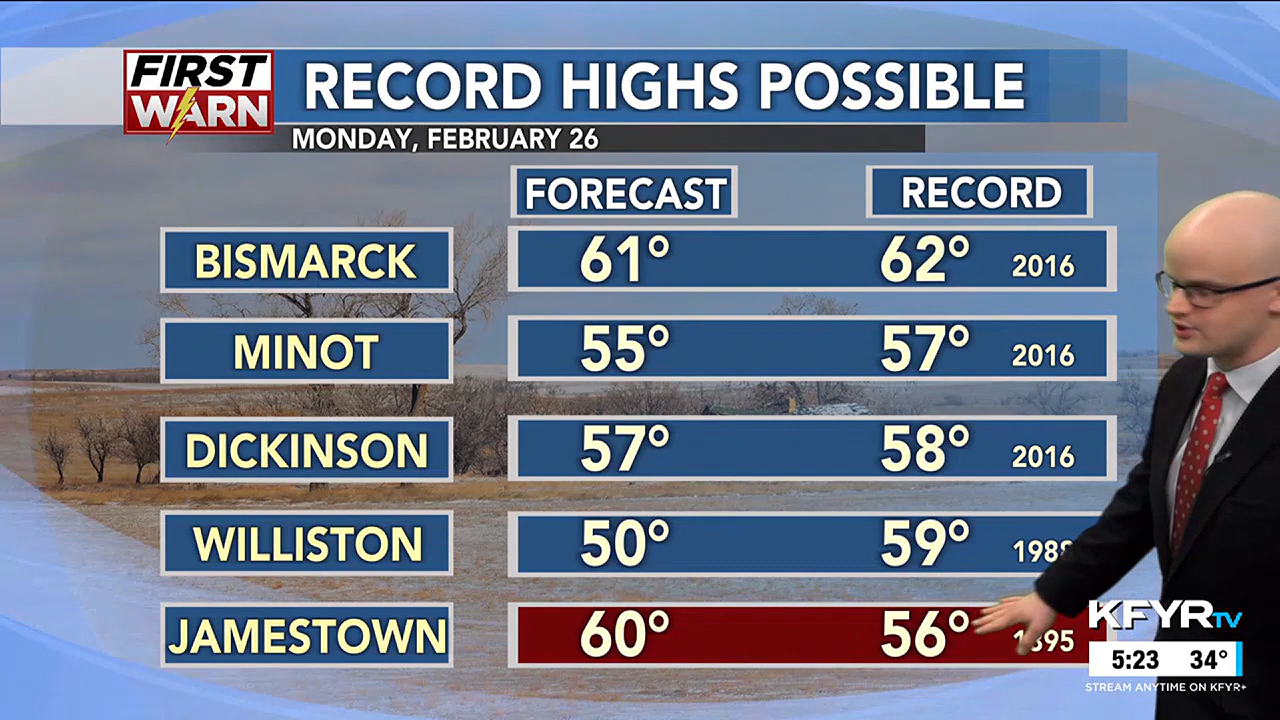 FIRST WARN
RECORD HIGHS POSSIBLE
MONDAY, FEBRUARY 26
FORECAST RECORD
BISMARCK 61° 62° 2016
MINOT 55° 57° 2016
DICKINSON 57° 58° 2016
WILLISTON 50° 59°
JAMESTOWN 60° 56°
KFYR TV
5:23 34°
STREAM ANYTIME ON KFYR+